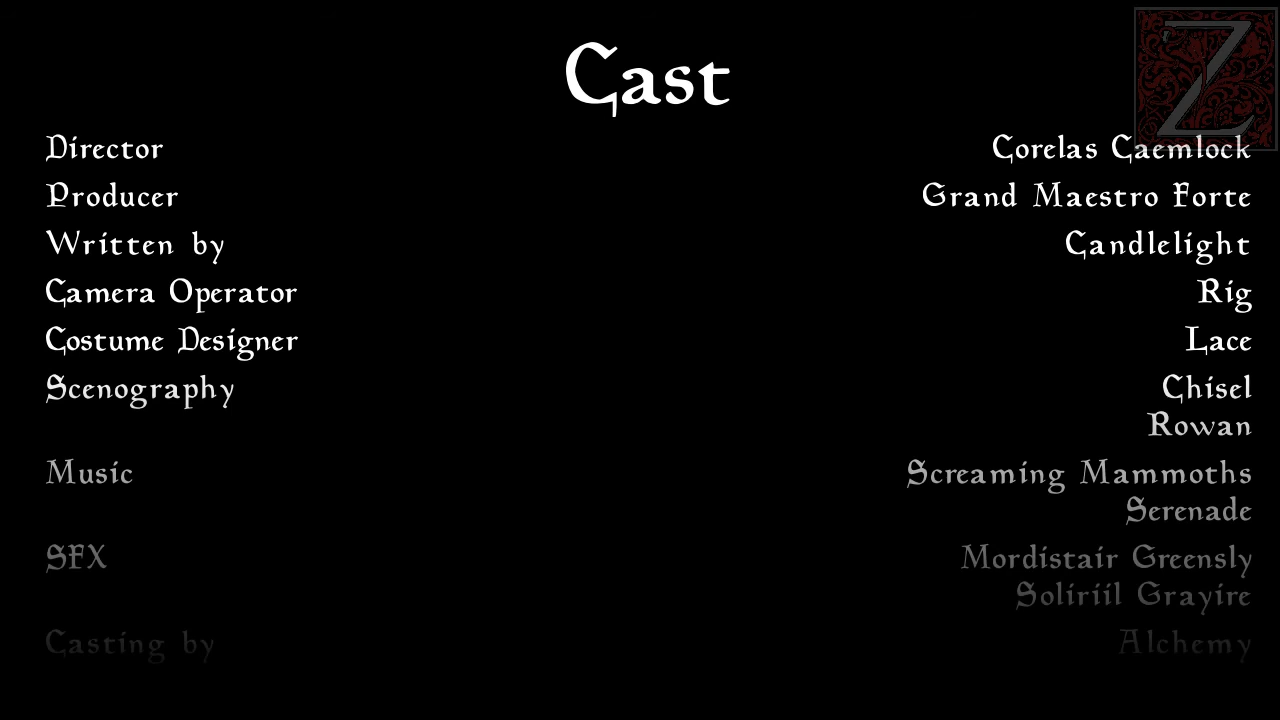 Z
Cast
Director Corelas Caemlock
Producer Grand Maestro Forte
Written by Candlelight
Camera Operator Rig
Costume Designer Lace
Scenography Chisel
Rowan
Music Screaming Mammoths
Serenade
SFX Mordistair Greensly
Soliriil Grayire
Casting by Alchemy